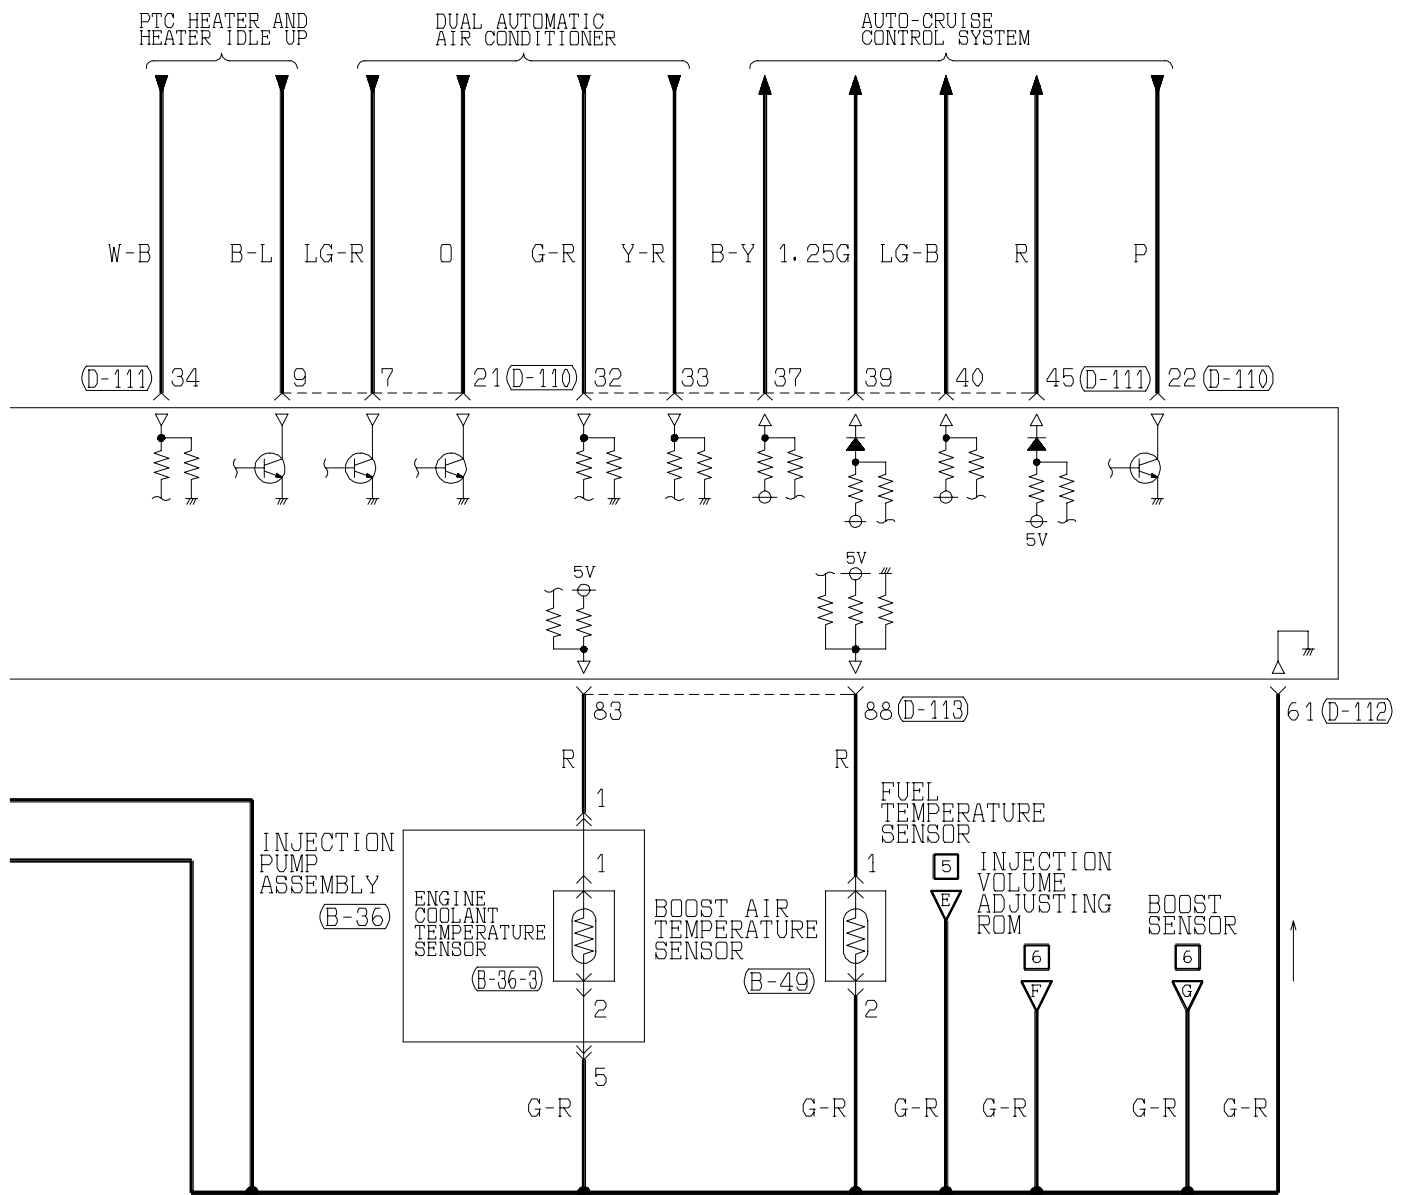 PTC HEATER AND
HEATER IDLE UP
DUAL AUTOMATIC
AIR CONDITIONER
AUTO-CRUISE
CONTROL SYSTEM
W-B B-L LG-R O G-R Y-R B-Y 1.25G LG-B R P
D-111 34 9 7 21 D-110 32 33 37 39 40 45 D-111 22 D-110
5V
5V
5V
83 88 D-113 61 D-112
R R
FUEL
TEMPERATURE
SENSOR
1
INJECTION
PUMP
ASSEMBLY
B-36
1
ENGINE
COOLANT
TEMPERATURE
SENSOR
B-36-3
2
5
BOOST AIR
TEMPERATURE
SENSOR
B-49
1
2
5
E
INJECTION
VOLUME
ADJUSTING
ROM
6
F
BOOST
SENSOR
6
G
G-R G-R G-R G-R G-R G-R